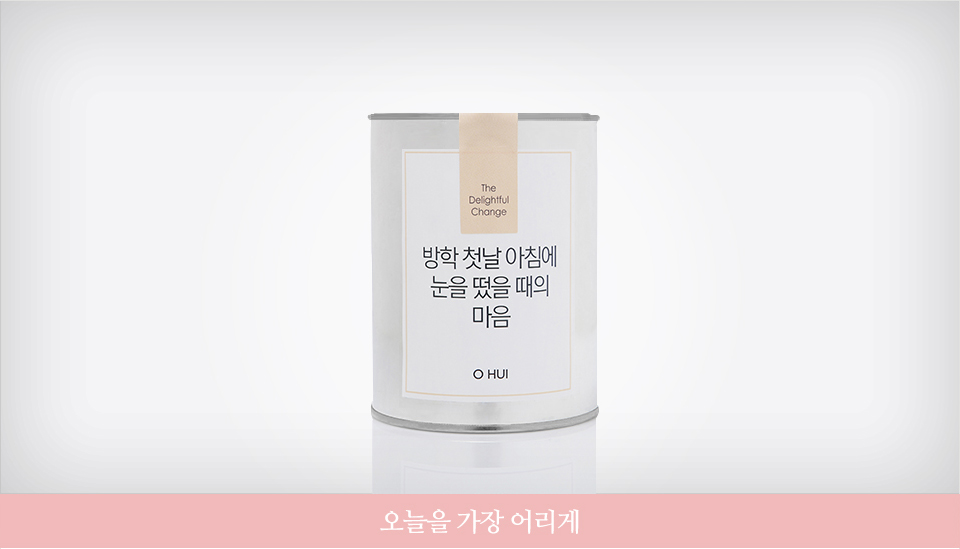 The
Delightful
Change
방학 첫날 아침에
눈을 떴을 때의
마음
O HUI
오늘을 가장 어리게